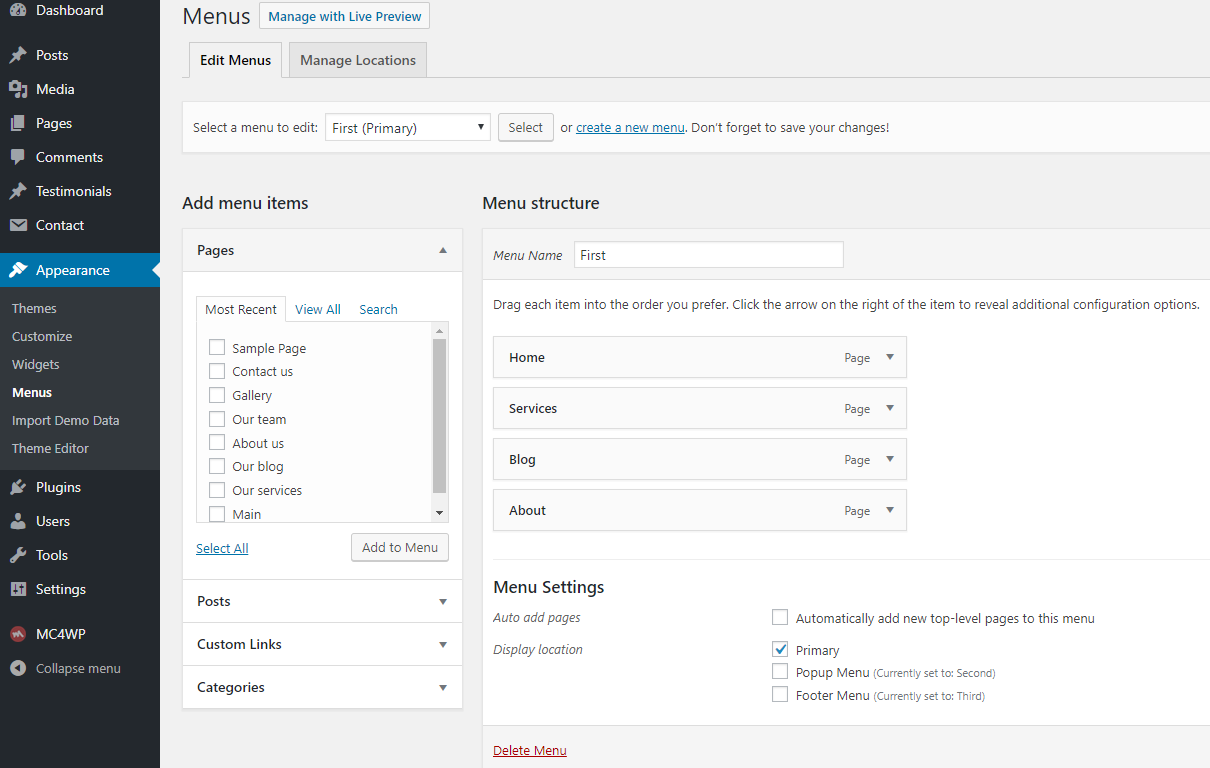 Dashboard
Posts
Media
Pages
Comments
Testimonials
Contact
Appearance
Themes
Customize
Widgets
Menus
Import Demo Data
Theme Editor
Plugins
Users
Tools
Settings
MC4WP
Collapse menu
Menus Manage with Live Preview
Edit Menus Manage Locations
Select a menu to edit: First (Primary) Select or create a new menu. Don't forget to save your changes!
Add menu items
Pages
Most Recent View All Search
Sample Page
Contact us
Gallery
Our team
About us
Our blog
Our services
Main
Select All Add to Menu
Posts
Custom Links
Categories
Menu structure
Menu Name First
Drag each item into the order you prefer. Click the arrow on the right of the item to reveal additional configuration options.
Home Page
Services Page
Blog Page
About Page
Menu Settings
Auto add pages Automatically add new top-level pages to this menu
Display location Primary
Popup Menu (Currently set to: Second)
Footer Menu (Currently set to: Third)
Delete Menu